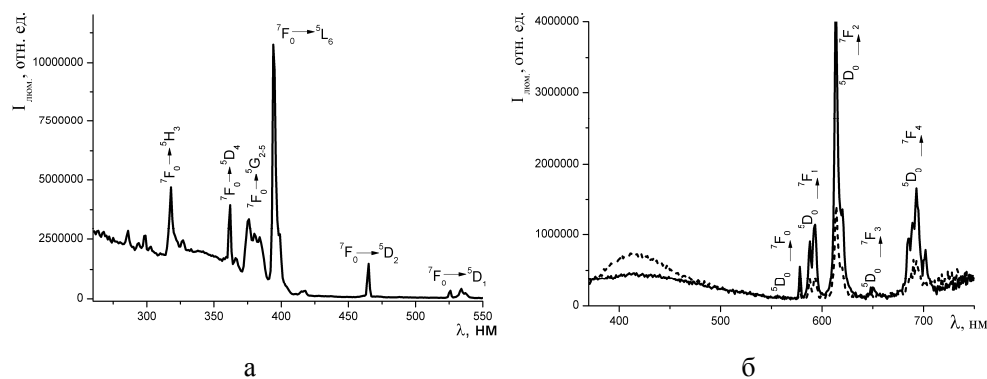 I люм., отн. ед.
10000000
7500000
5000000
2500000
0
⁷F₀→⁵H₃
⁷F₀→⁵D₄
⁷F₀→⁵G₂₋₅
⁷F₀→⁵L₆
⁷F₀→⁵D₂
⁷F₀→⁵D₁
300 350 400 450 500 550
λ, нм
а
I люм., отн. ед.
4000000
3000000
2000000
1000000
0
⁵D₀→⁷F₀
⁵D₀→⁷F₁
⁵D₀→⁷F₂
⁵D₀→⁷F₃
⁵D₀→⁷F₄
400 500 600 700
λ, нм
б